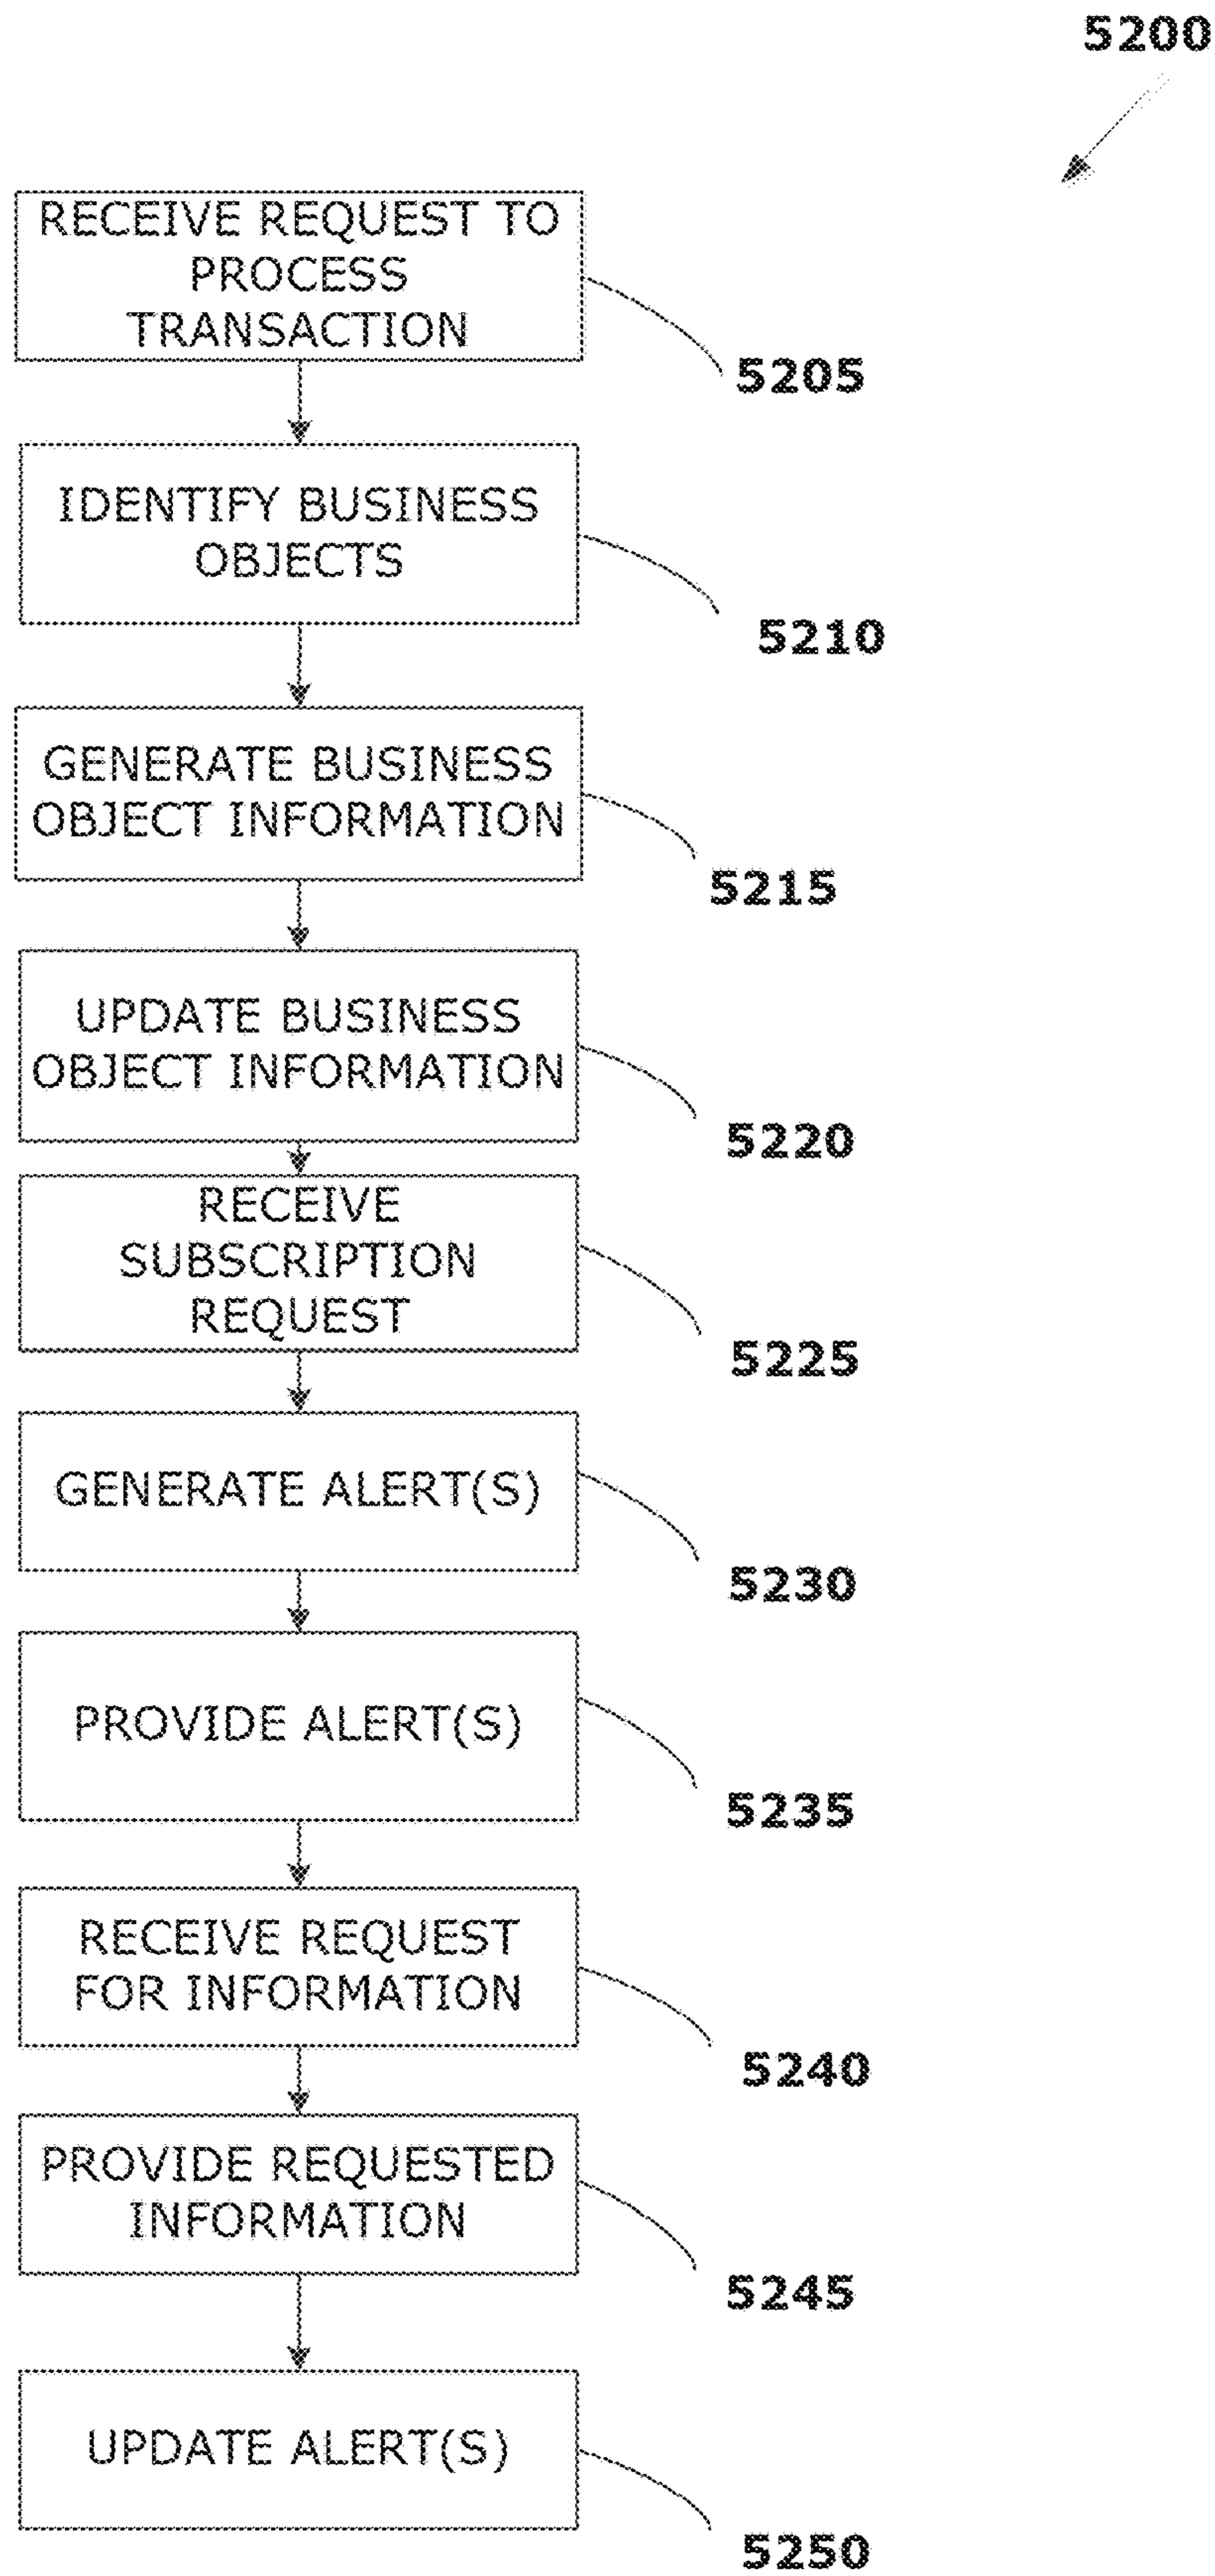 5200
RECEIVE REQUEST TO
PROCESS
TRANSACTION
5205
IDENTIFY BUSINESS
OBJECTS
5210
GENERATE BUSINESS
OBJECT INFORMATION
5215
UPDATE BUSINESS
OBJECT INFORMATION
5220
RECEIVE
SUBSCRIPTION
REQUEST
5225
GENERATE ALERT(S)
5230
PROVIDE ALERT(S)
5235
RECEIVE REQUEST
FOR INFORMATION
5240
PROVIDE REQUESTED
INFORMATION
5245
UPDATE ALERT(S)
5250